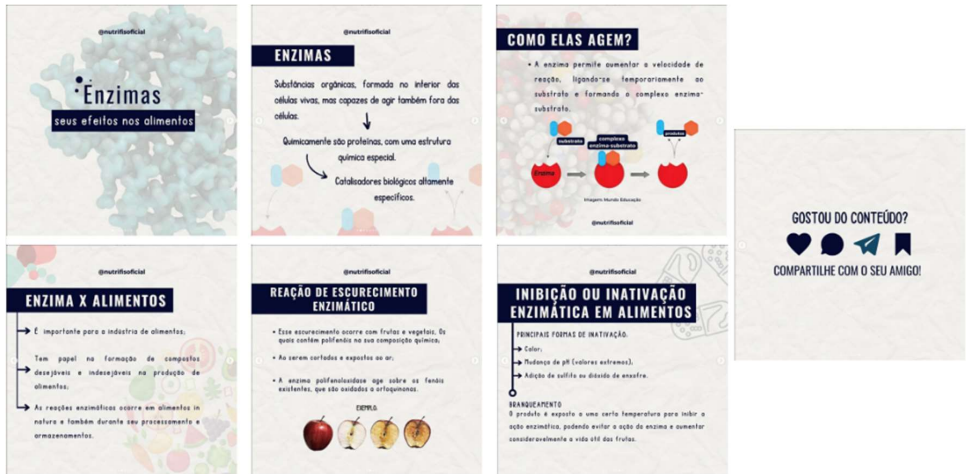 @nutrifisoficial
Enzimas
seus efeitos nos alimentos
@nutrifisoficial
ENZIMAS
Substâncias orgânicas, formada no interior das
células vivas, mas capazes de agir também fora das
células.
Quimicamente são proteínas, com uma estrutura
química especial.
Catalisadores biológicos altamente
específicos.
COMO ELAS AGEM?
• A enzima permite aumentar a velocidade de
reação, ligando-se temporariamente ao
substrato e formando o complexo enzima-
substrato.
substrato
complexo
enzima-substrato
produtos
Enzima
Imagem: Mundo Educação
@nutrifisoficial
@nutrifisoficial
ENZIMA X ALIMENTOS
É importante para a indústria de alimentos;
Tem papel na formação de compostos
desejáveis e indesejáveis na produção de
alimentos;
As reações enzimáticas ocorre em alimentos in
natura e também durante seu processamento e
armazenamentos.
@nutrifisoficial
REAÇÃO DE ESCURECIMENTO
ENZIMÁTICO
• Esse escurecimento ocorre com frutas e vegetais, Os
quais contém polifenóis na sua composição química;
• Ao serem cortados e expostos ao ar;
• A enzima polifenoloxidase age sobre os fenóis
existentes, que são oxidados a ortoquinonas.
EXEMPLO:
@nutrifisoficial
INIBIÇÃO OU INATIVAÇÃO
ENZIMÁTICA EM ALIMENTOS
PRINCIPAIS FORMAS DE INATIVAÇÃO:
Calor;
Mudança de pH (valores extremos);
Adição de sulfito ou dióxido de enxofre.
BRANQUEAMENTO
O produto é exposto a uma certa temperatura para inibir a
ação enzimática, podendo evitar a ação da enzima e aumentar
consideravelmente a vida útil das frutas.
GOSTOU DO CONTEÚDO?
COMPARTILHE COM O SEU AMIGO!